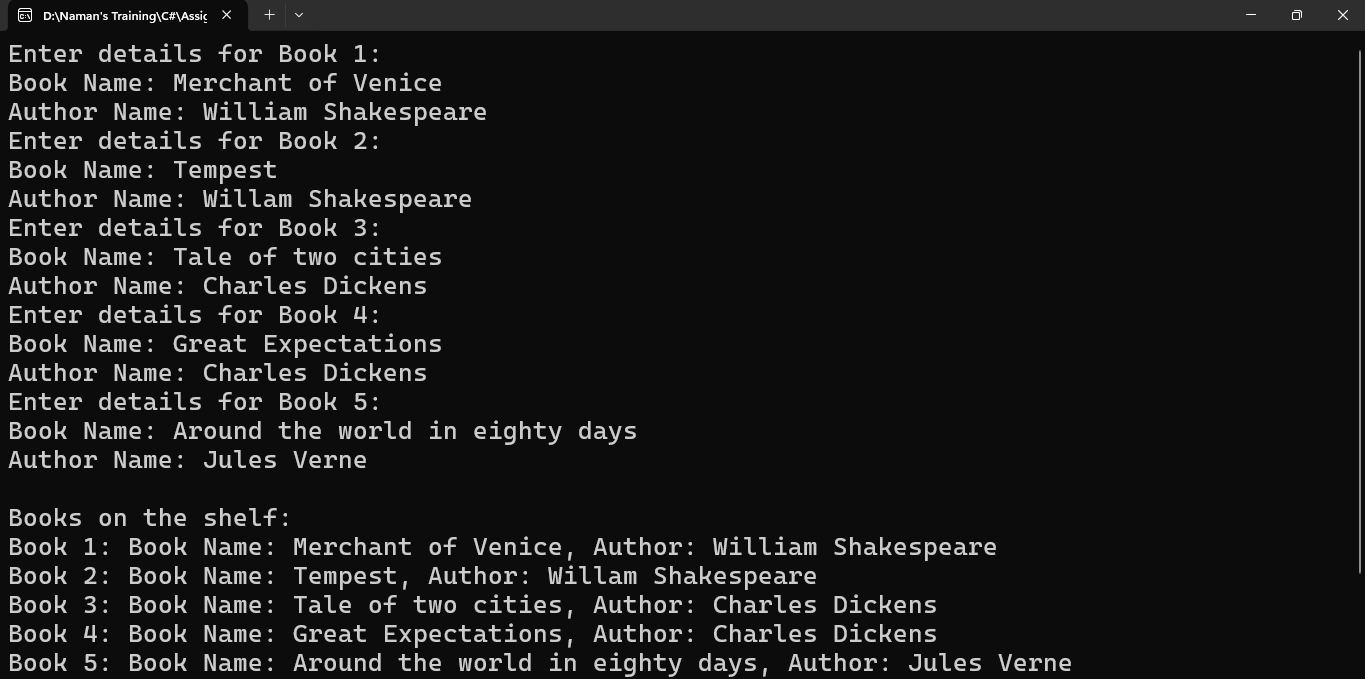 D:\Naman's Training\C#\Assig
Enter details for Book 1:
Book Name: Merchant of Venice
Author Name: William Shakespeare
Enter details for Book 2:
Book Name: Tempest
Author Name: Willam Shakespeare
Enter details for Book 3:
Book Name: Tale of two cities
Author Name: Charles Dickens
Enter details for Book 4:
Book Name: Great Expectations
Author Name: Charles Dickens
Enter details for Book 5:
Book Name: Around the world in eighty days
Author Name: Jules Verne
Books on the shelf:
Book 1: Book Name: Merchant of Venice, Author: William Shakespeare
Book 2: Book Name: Tempest, Author: Willam Shakespeare
Book 3: Book Name: Tale of two cities, Author: Charles Dickens
Book 4: Book Name: Great Expectations, Author: Charles Dickens
Book 5: Book Name: Around the world in eighty days, Author: Jules Verne